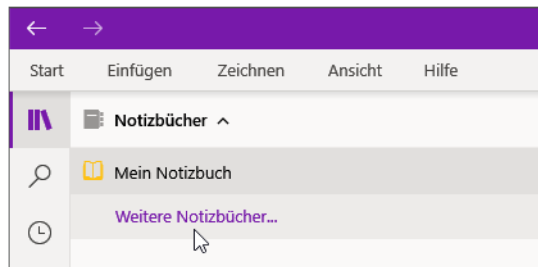 Start Einfügen Zeichnen Ansicht Hilfe
Notizbücher
Mein Notizbuch
Weitere Notizbücher...